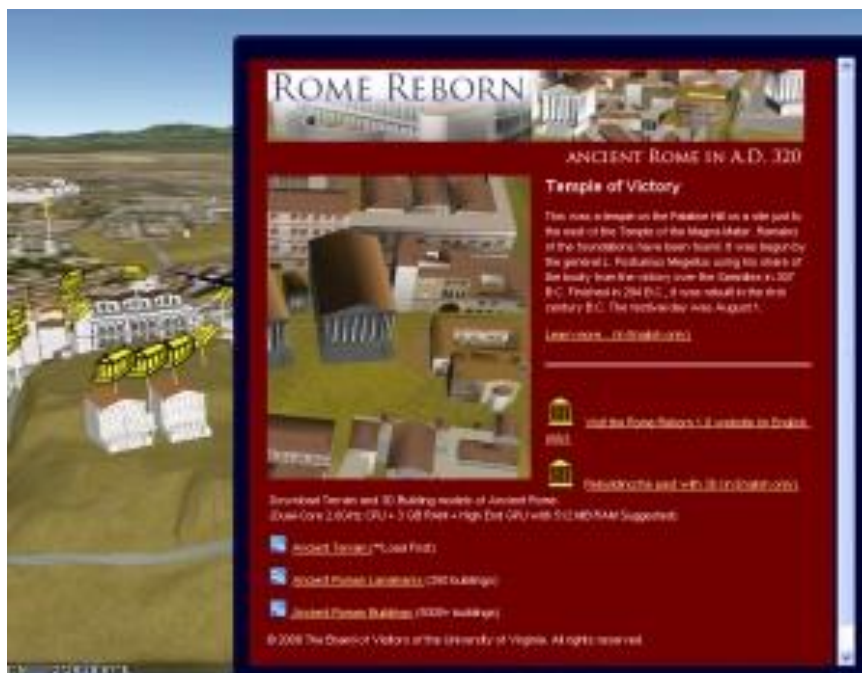 ROME REBORN
ANCIENT ROME IN A.D. 320
Temple of Victory
This was a temple on the Palatine Hill on a site just to
the east of the Temple of the Magna Mater. Remains
of the foundations have been found. It was begun by
the general L. Postumius Megellus using his share of
the booty from the victory over the Samnites in
B.C. Finished in 294 B.C., it was rebuilt in the first
century B.C. The festival day was August 1.
Learn more... (in English only)
Visit the Rome Reborn 1.0 website (in English
only)
Rebuilding the past with 3D (in English only)
Download Terrain and 3D Building models of Ancient Rome
(Dual-Core 2.0GHz CPU + 3 GB RAM + High End GPU with 512 MB RAM Suggested)
Ancient Terrain (**Load First)
Ancient Roman Landmarks (250 buildings)
Ancient Roman Buildings (5000+ buildings)
© 2008 The Board of Visitors of the University of Virginia. All rights reserved.